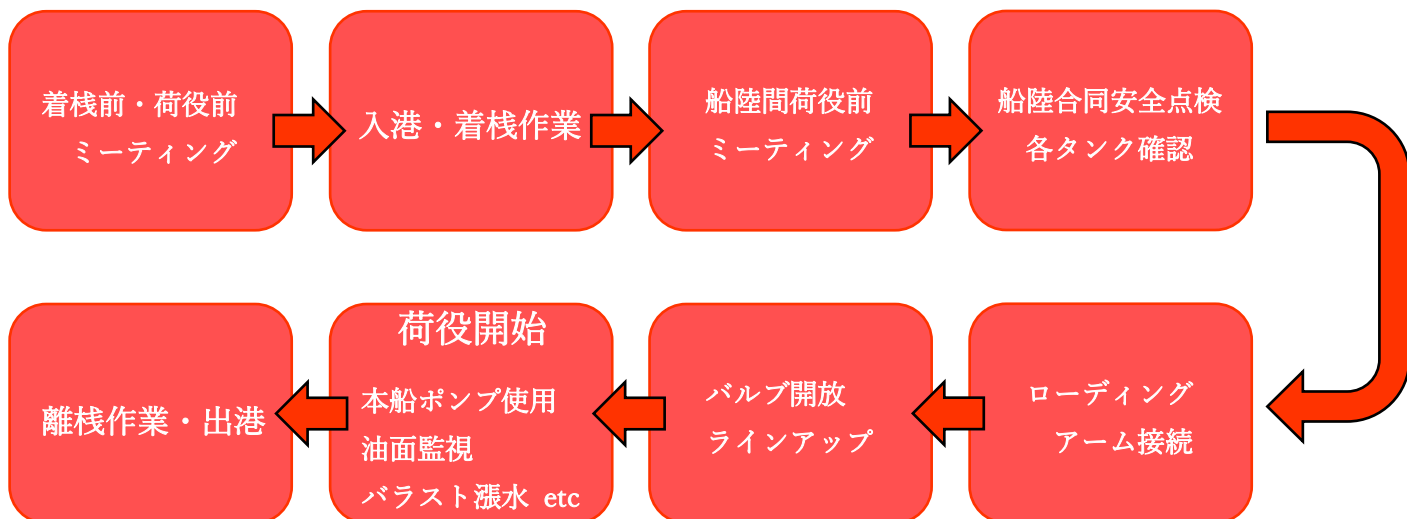 着桟前・荷役前
ミーティング
入港・着桟作業
船陸間荷役前
ミーティング
船陸合同安全点検
各タンク確認
ローディング
アーム接続
バルブ開放
ラインアップ
荷役開始
本船ポンプ使用
油面監視
バラスト漲水 etc
離桟作業・出港